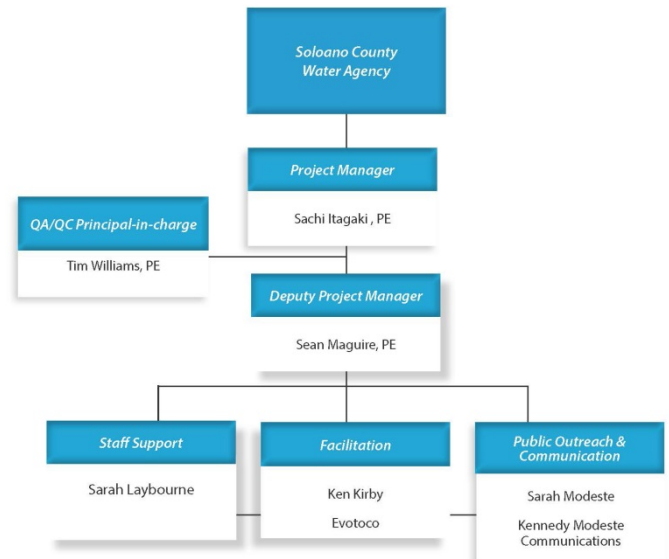 Soloano County
Water Agency
Project Manager
Sachi Itagaki , PE
QA/QC Principal-in-charge
Tim Williams, PE
Deputy Project Manager
Sean Maguire, PE
Staff Support
Sarah Laybourne
Facilitation
Ken Kirby
Evotoco
Public Outreach &
Communication
Sarah Modeste
Kennedy Modeste
Communications